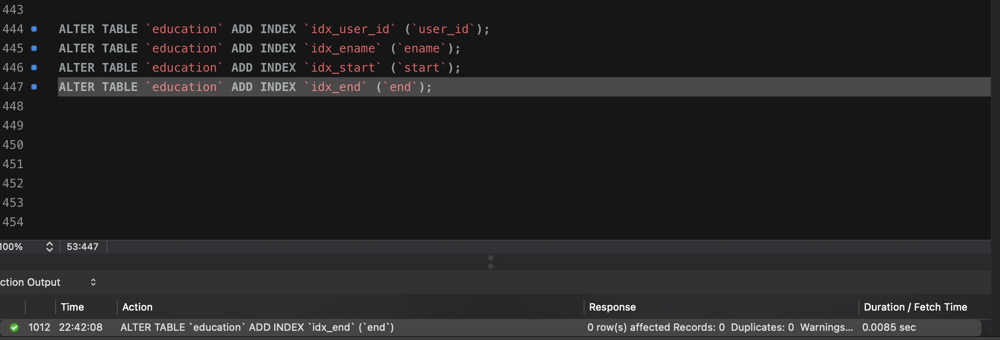 443
444 ALTER TABLE `education` ADD INDEX `idx_user_id` (`user_id`);
445 ALTER TABLE `education` ADD INDEX `idx_ename` (`ename`);
446 ALTER TABLE `education` ADD INDEX `idx_start` (`start`);
447 ALTER TABLE `education` ADD INDEX `idx_end` (`end`);
448
449
450
451
452
453
454
100% 53:447
ction Output
Time Action Response Duration / Fetch Time
1012 22:42:08 ALTER TABLE `education` ADD INDEX `idx_end` (`end`) 0 row(s) affected Records: 0 Duplicates: 0 Warnings... 0.0085 sec